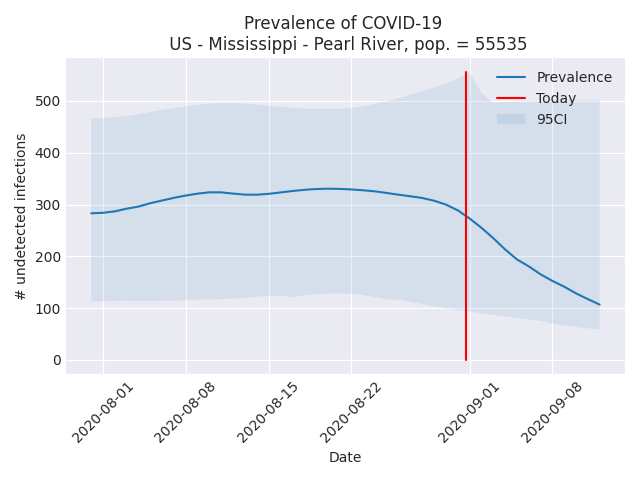 Prevalence of COVID-19
US - Mississippi - Pearl River, pop. = 55535
Prevalence
Today
95CI
# undetected infections
500
400
300
200
100
0
2020-08-01
2020-08-08
2020-08-15
2020-08-22
2020-09-01
2020-09-08
Date